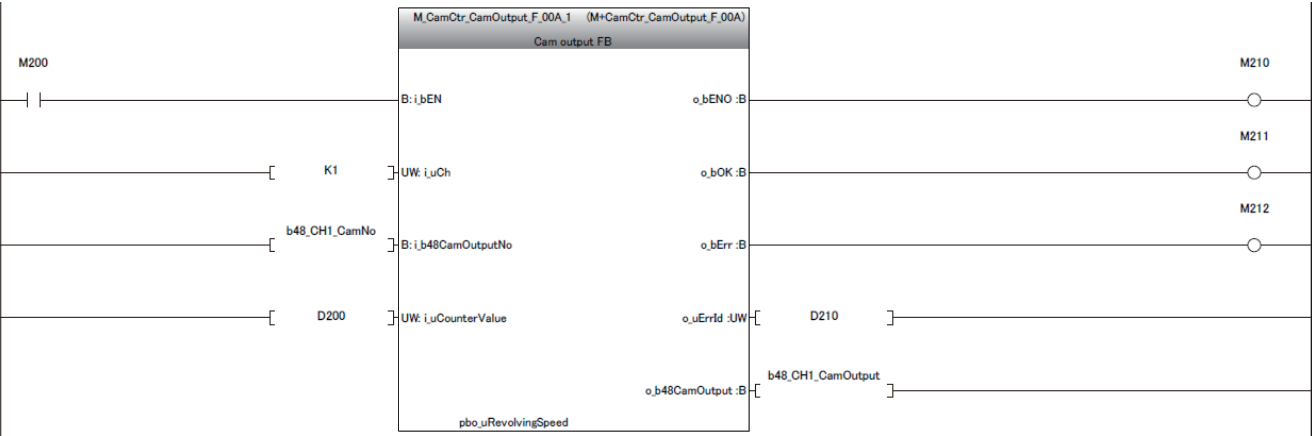 M_CamCtr_CamOutput_F_00A_1 (M+CamCtr_CamOutput_F_00A)
Cam output FB
M200
M210
B: i_bEN
o_bENO :B
M211
K1
UW: i_uCh
o_bOK :B
M212
b48_CH1_CamNo
B: i_b48CamOutputNo
o_bErr :B
D200
UW: i_uCounterValue
o_uErrId :UW
D210
b48_CH1_CamOutput
o_b48CamOutput :B
pbo_uRevolvingSpeed